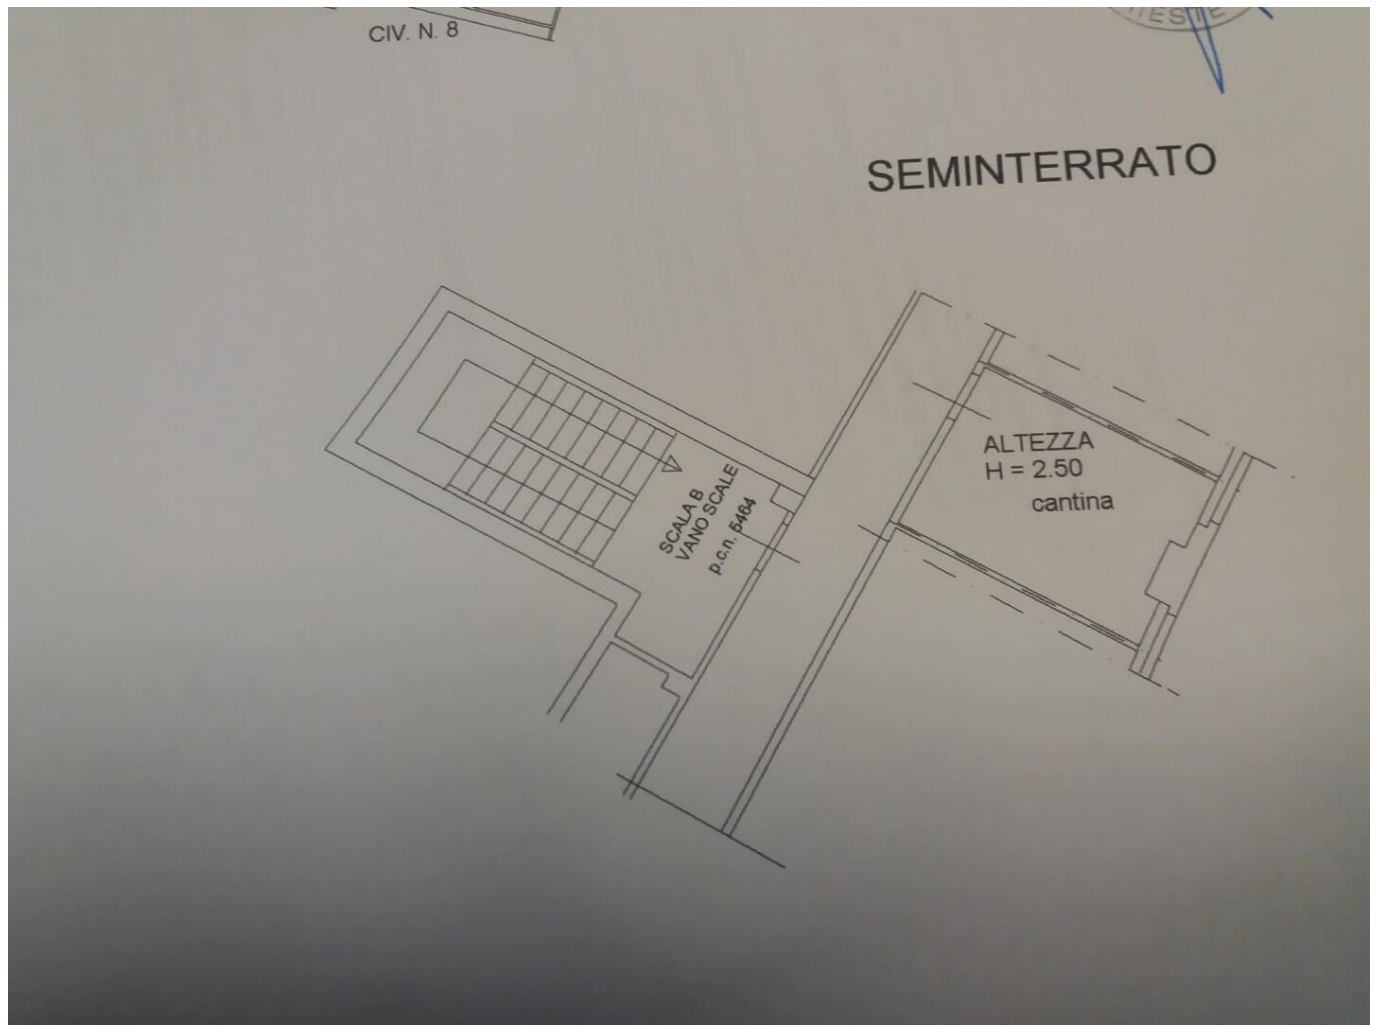 CIV. N. 8
SEMINTERRATO
ALTEZZA
H = 2.50
cantina
SCALA B
VANO SCALE
p.c.n. 5464